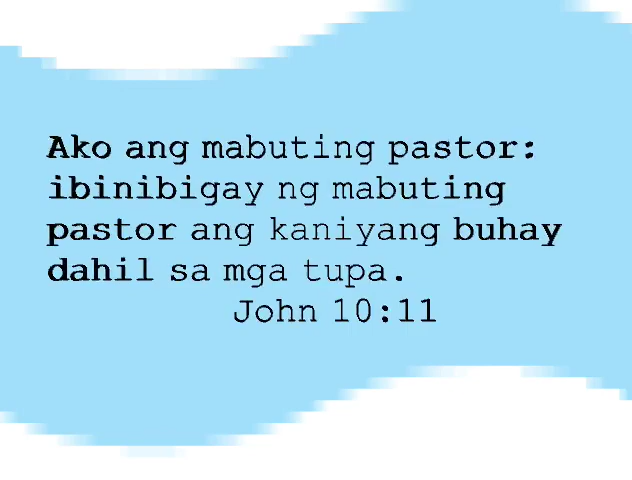 Ako ang mabuting pastor:
ibinibigay ng mabuting
pastor ang kaniyang buhay
dahil sa mga tupa.
John 10:11